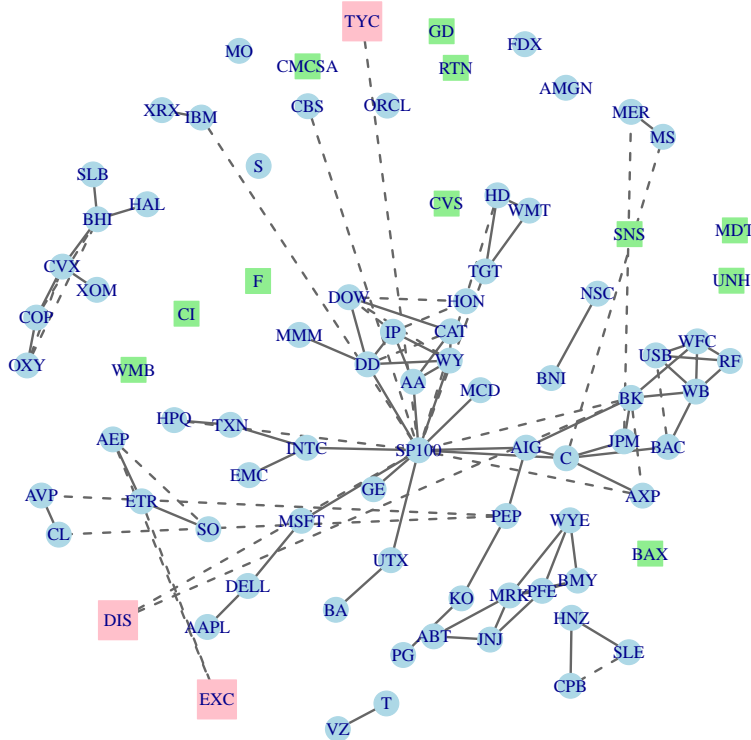 TYC
GD
FDX
MO
CMCSA
RTN
AMGN
XRX
IBM
CBS
ORCL
MER
MS
SLB
S
HAL
BHI
CVS
HD
WMT
SNS
MDT
CVX
XOM
TGT
UNH
F
NSC
COP
CI
DOW
HON
OXY
MMM
IP
CAT
WMB
DD
WY
AA
MCD
BNI
USB
WFC
RF
BK
WB
HPQ
TXN
AEP
INTC
SP100
AIG
C
JPM
BAC
EMC
AVP
ETR
GE
AXP
CL
SO
MSFT
PEP
WYE
UTX
BAX
DELL
BA
KO
MRK
PFE
BMY
DIS
AAPL
ABT
JNJ
HNZ
PG
SLE
EXC
CPB
T
VZ